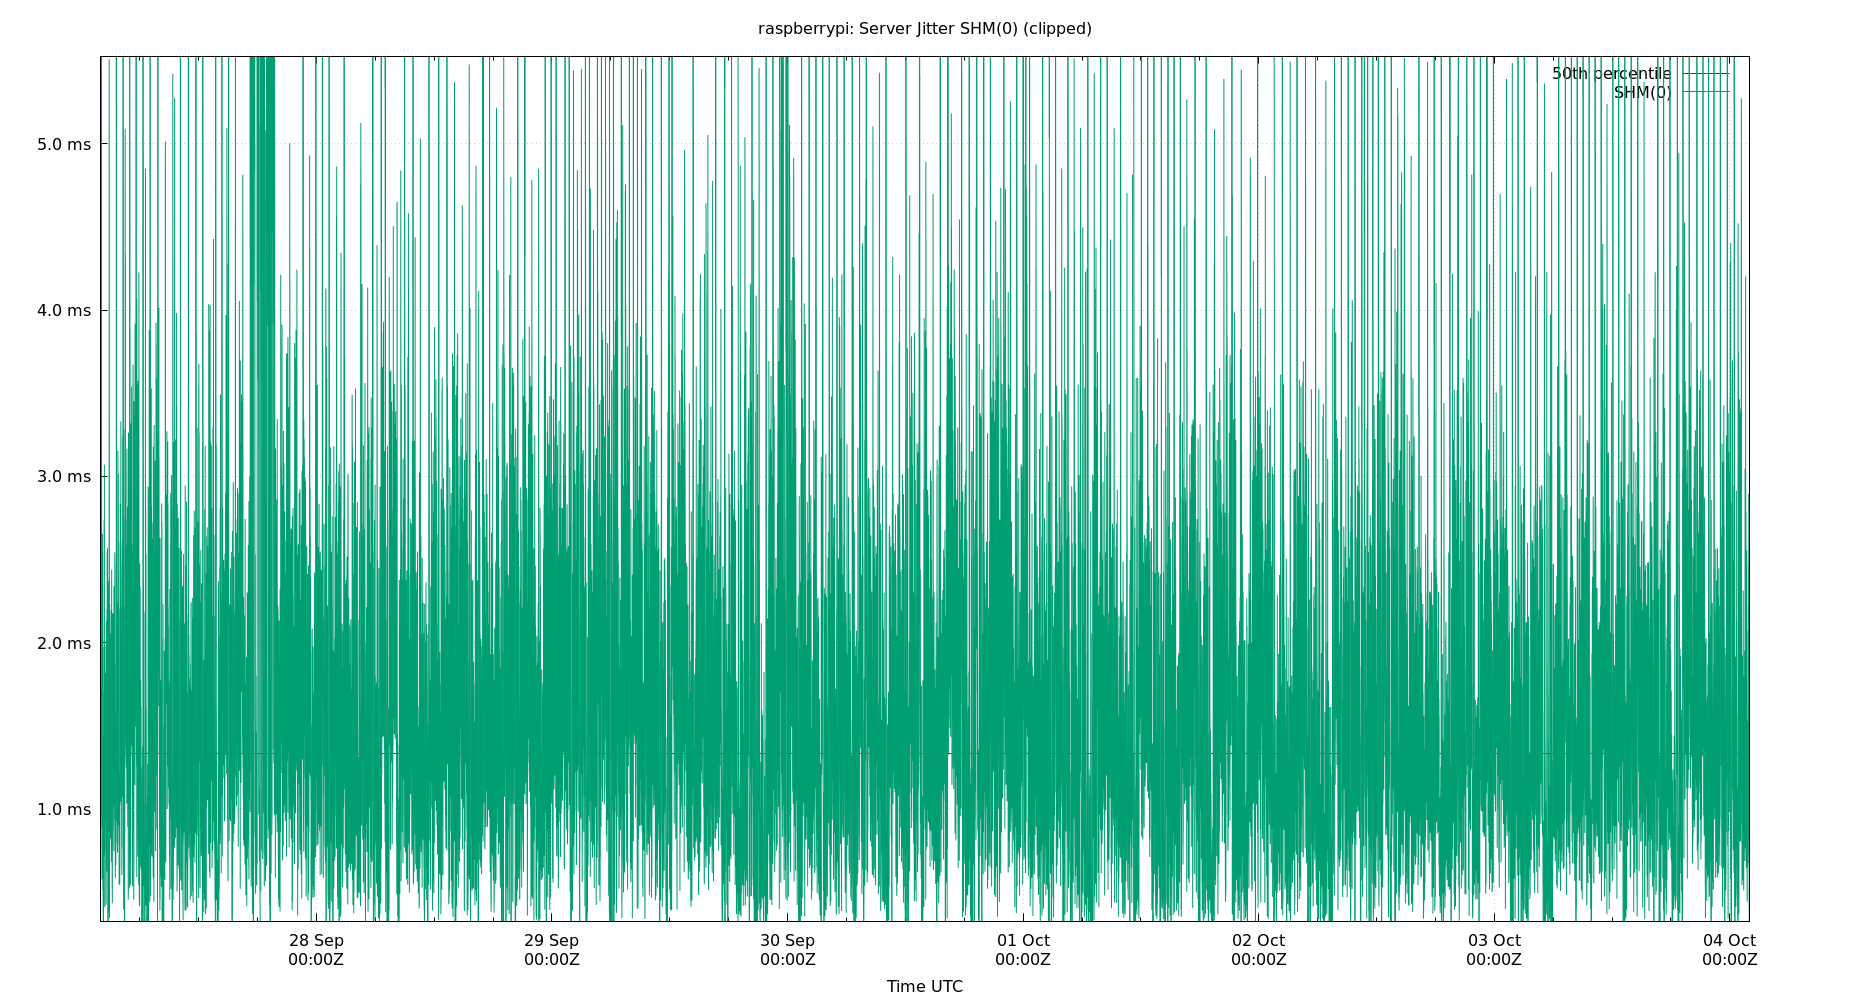 raspberrypi: Server Jitter SHM(0) (clipped)
50th percentile
SHM(0)
5.0 ms
4.0 ms
3.0 ms
2.0 ms
1.0 ms
28 Sep 29 Sep 30 Sep 01 Oct 02 Oct 03 Oct 04 Oct
00:00Z 00:00Z 00:00Z 00:00Z 00:00Z 00:00Z 00:00Z
Time UTC